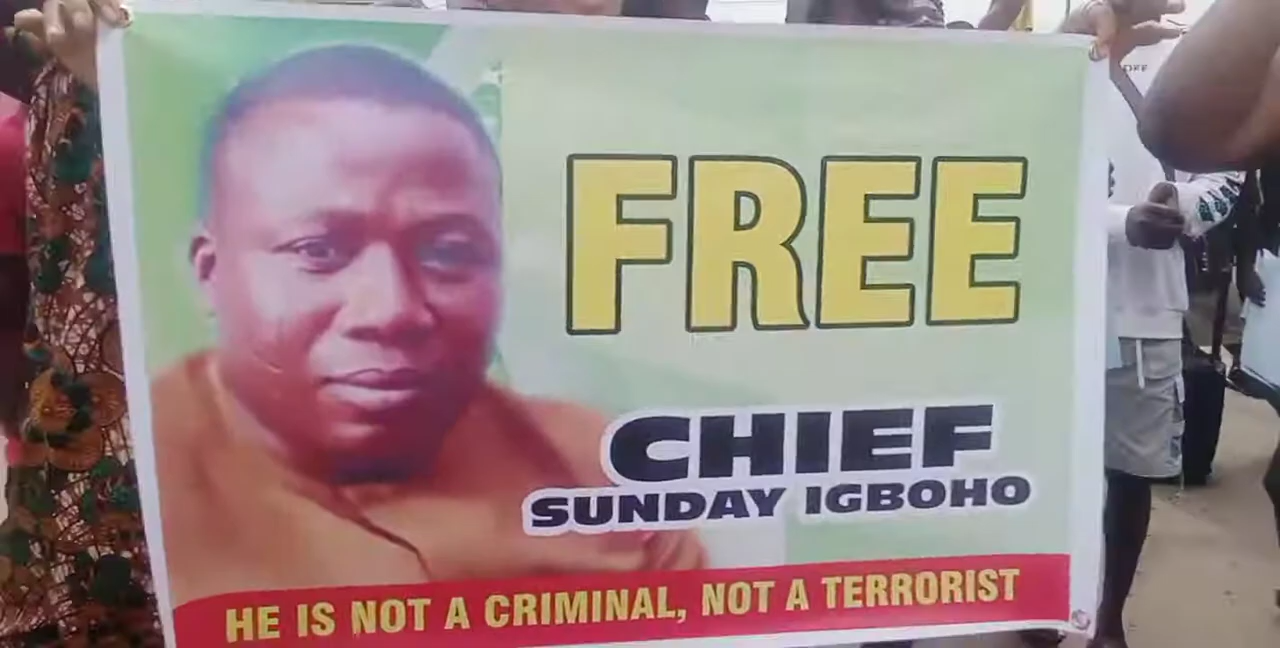 FREE
CHIEF
SUNDAY IGBOHO
HE IS NOT A CRIMINAL, NOT A TERRORIST